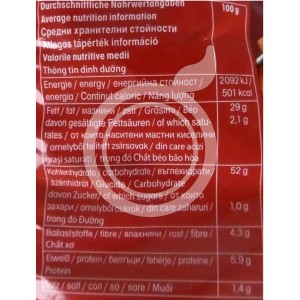 Durchschnittliche Nährwertangaben
Average nutrition information
100 g
Средни хранителни стойности
Átlagos tápérték információ
Valorile nutritive medii
Thông tin dinh dưỡng
Energie / energy / енергийна стойност /
energia / Conținut caloric / Năng lượng
2092 kJ /
501 kcal
Fett / fat / мазнини / zsír / Grăsimi / Béo
29 g
davon gesättigte Fettsäuren / of which satu-
2,1 g
rates / от които наситени мастни киселини
amelyből telített zsírsavak / din care acizi
grași saturați / trong đó Chất béo bão hòa
Kohlenhydrate / carbohydrate / въглехидрати
52 g
szénhidrát / Glucide / Carbohydrate
davon Zucker / of which sugars / от които
захари / amelyből cukrok / din care zaharuri /
1,0 g
trong đó Đường
Ballaststoffe / fibre / влакнини / rost / fibre /
4,3 g
Chất xơ
Eiweiß / protein / белтъци / fehérje / proteine /
5,9 g
Protein
Salz / salt / сол / só / sare / Muối
1,4 g